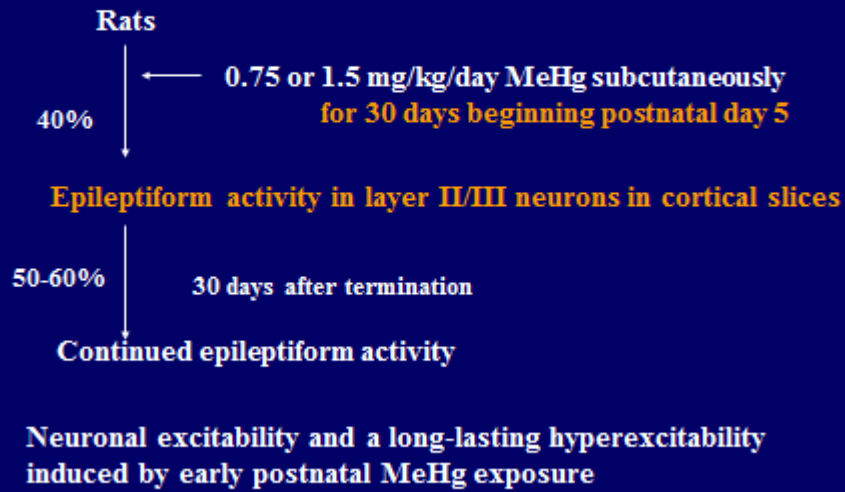 Rats
0.75 or 1.5 mg/kg/day MeHg subcutaneously
for 30 days beginning postnatal day 5
40%
Epileptiform activity in layer II/III neurons in cortical slices
50-60%
30 days after termination
Continued epileptiform activity
Neuronal excitability and a long-lasting hyperexcitability
induced by early postnatal MeHg exposure